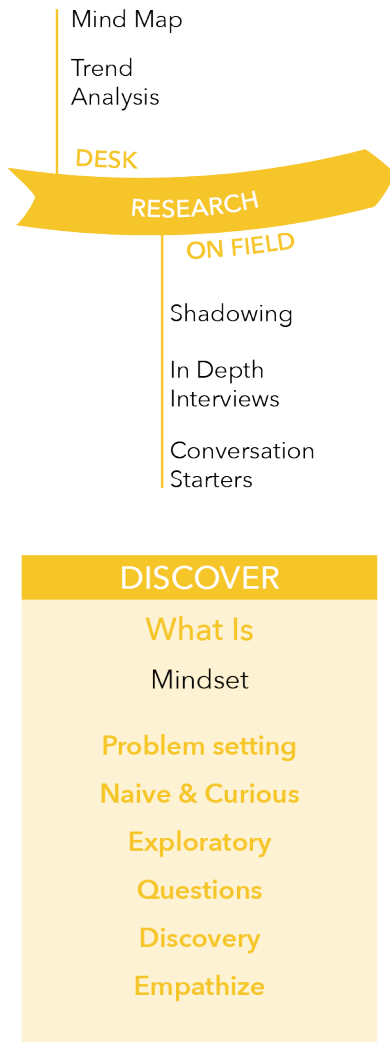 Mind Map
Trend
Analysis
DESK
RESEARCH
ON FIELD
Shadowing
In Depth
Interviews
Conversation
Starters
DISCOVER
What Is
Mindset
Problem setting
Naive & Curious
Exploratory
Questions
Discovery
Empathize